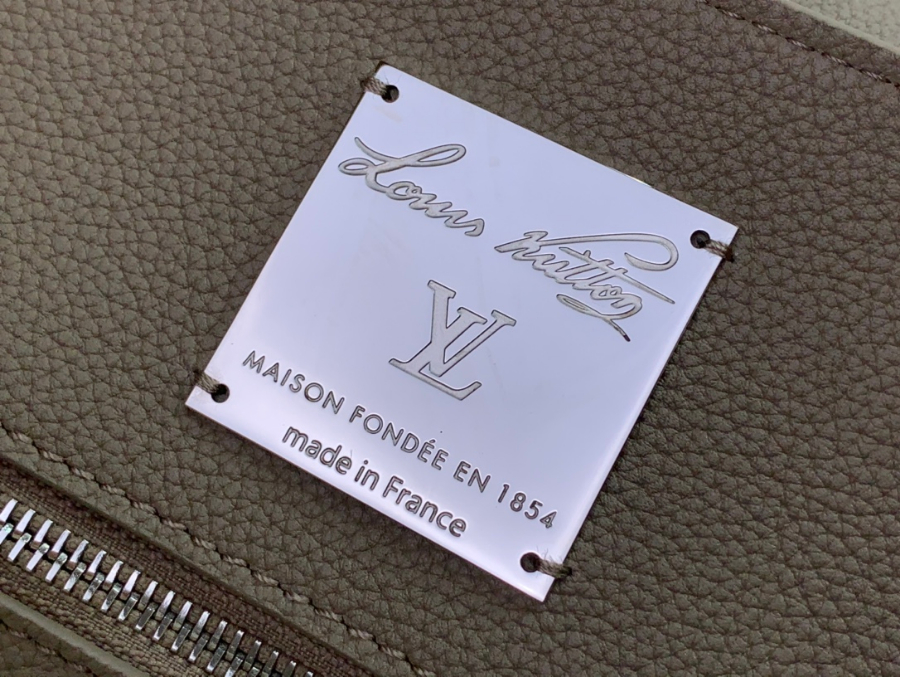 Louis Vuitton
LV
MAISON FONDÉE EN 1854
made in France